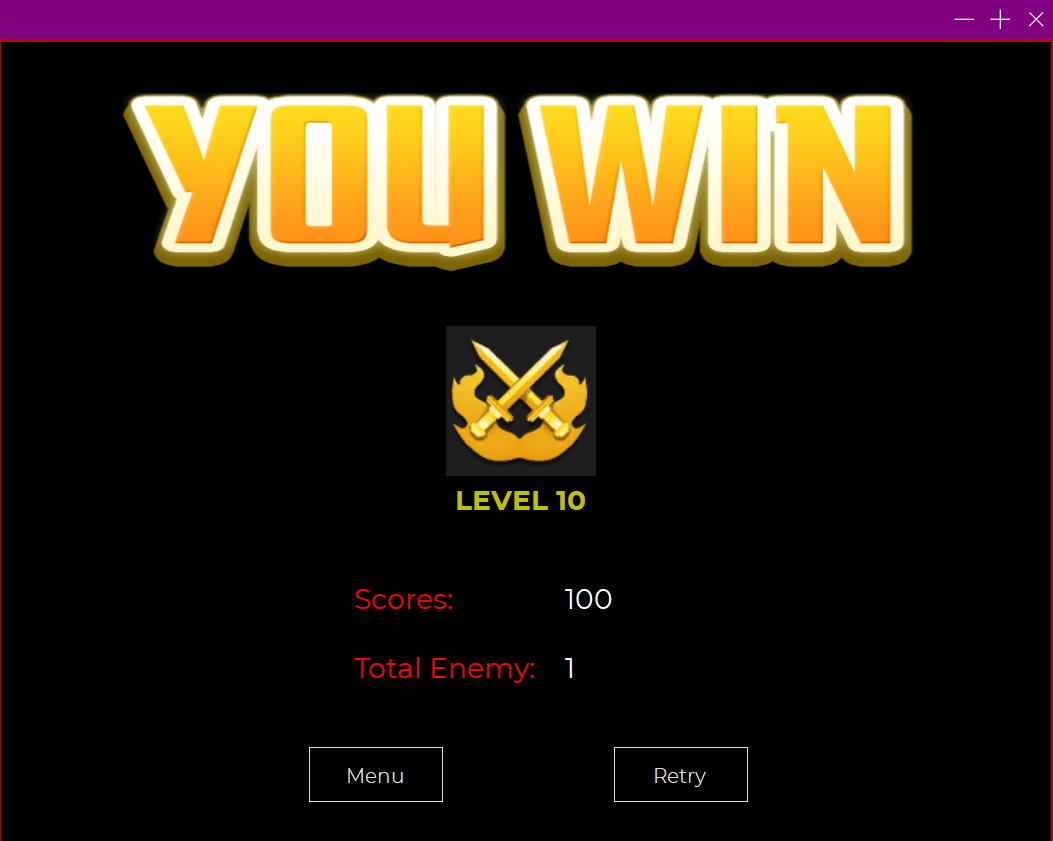 YOU WIN
LEVEL 10
Scores: 100
Total Enemy: 1
Menu Retry